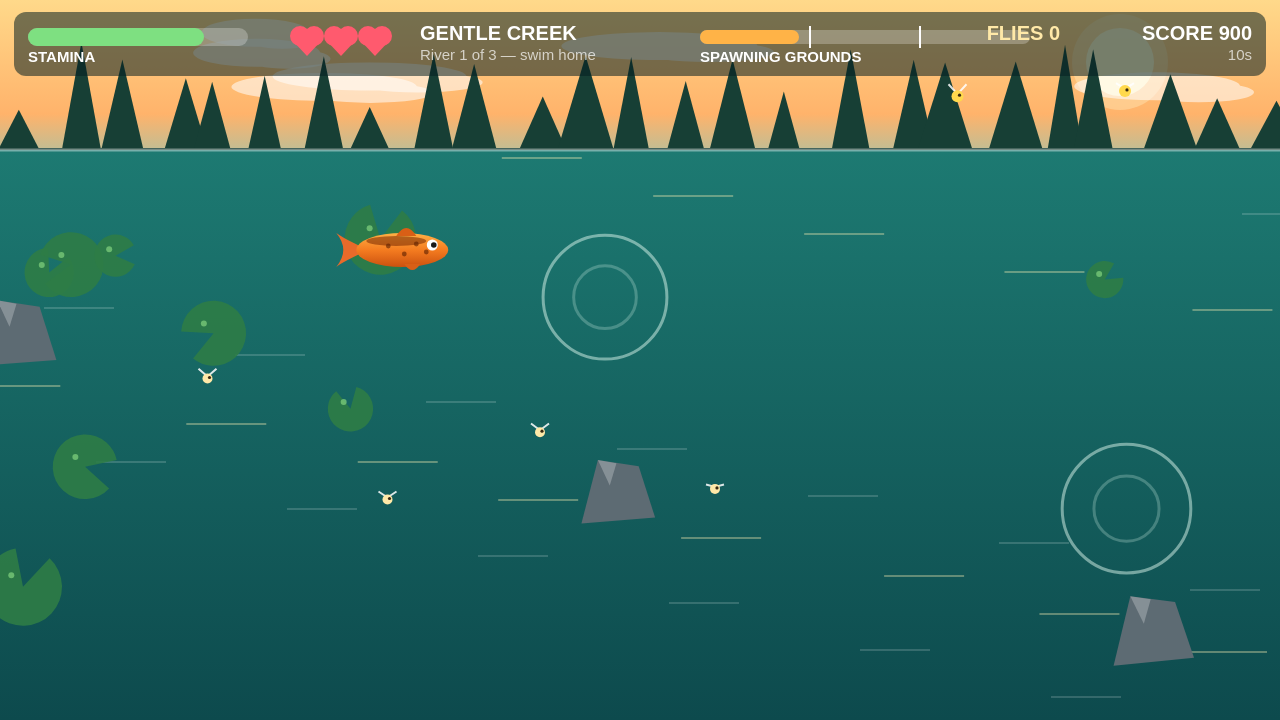 STAMINA
GENTLE CREEK
River 1 of 3 — swim home
SPAWNING GROUNDS
FLIES 0
SCORE 900
10s